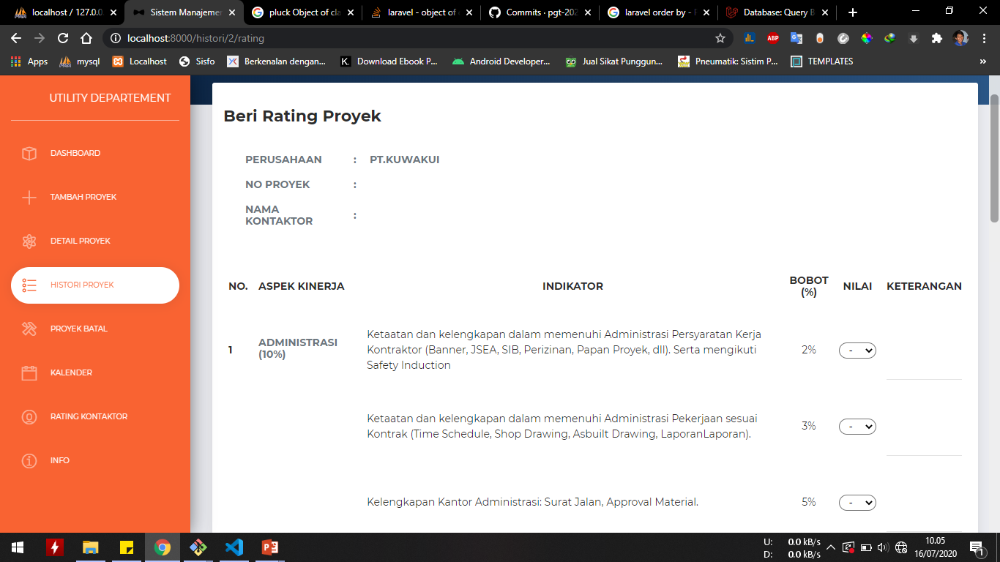 localhost / 127.0.0.
Sistem Manajemen
pluck Object of cla
laravel - object of
Commits · pgt-202
laravel order by - P
Database: Query B
localhost:8000/histori/2/rating
ABP
Apps
mysql
Localhost
Sisfo
Berkenalan dengan...
Download Ebook P...
Android Developer...
Jual Sikat Punggun...
Pneumatik: Sistim P...
TEMPLATES
»
UTILITY DEPARTEMENT
DASHBOARD
TAMBAH PROYEK
DETAIL PROYEK
HISTORI PROYEK
PROYEK BATAL
KALENDER
RATING KONTAKTOR
INFO
Beri Rating Proyek
PERUSAHAAN : PT.KUWAKUI
NO PROYEK :
NAMA
KONTAKTOR :
NO. ASPEK KINERJA INDIKATOR BOBOT (%) NILAI KETERANGAN
1 ADMINISTRASI (10%)
Ketaatan dan kelengkapan dalam memenuhi Administrasi Persyaratan Kerja
Kontraktor (Banner, JSEA, SIB, Perizinan, Papan Proyek, dll). Serta mengikuti
Safety Induction
2% -
Ketaatan dan kelengkapan dalam memenuhi Administrasi Pekerjaan sesuai
Kontrak (Time Schedule, Shop Drawing, Asbuilt Drawing, LaporanLaporan).
3% -
Kelengkapan Kantor Administrasi: Surat Jalan, Approval Material. 5% -
U: 0.0 kB/s
D: 0.0 kB/s
10.05
16/07/2020
1